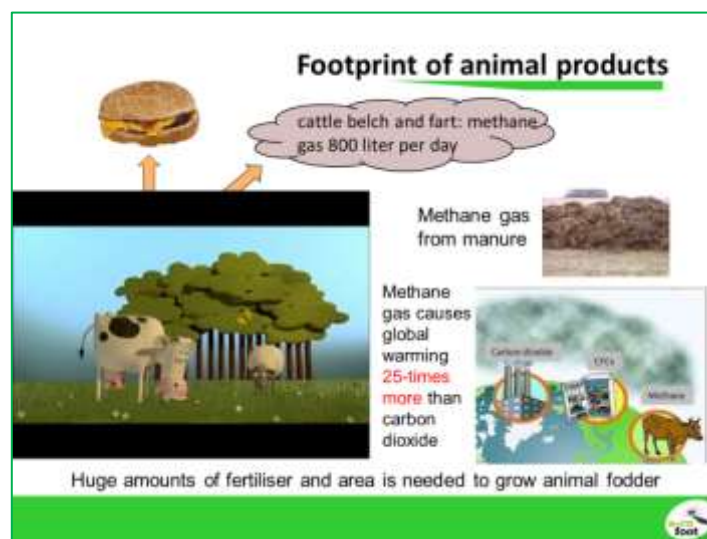 Footprint of animal products
cattle belch and fart: methane
gas 800 liter per day
Methane gas
from manure
Methane
gas causes
global
warming
25-times
more than
carbon
dioxide
Carbon dioxide
CFCs
Methane
Huge amounts of fertiliser and area is needed to grow animal fodder
foot